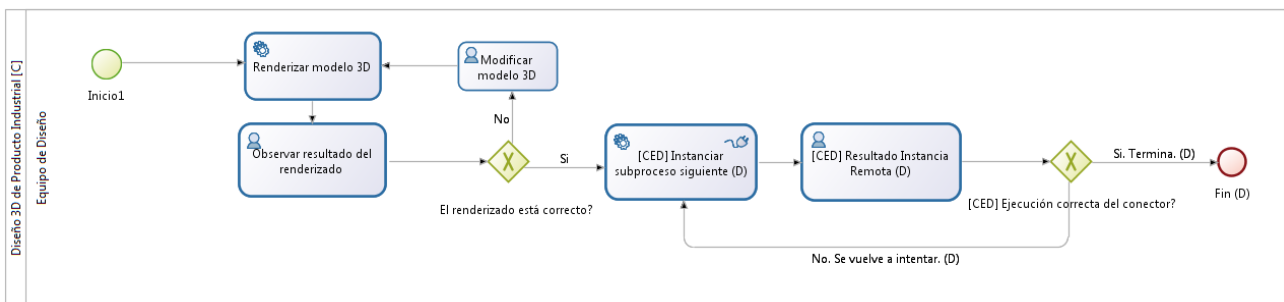 Diseño 3D de Producto Industrial [C]
Equipo de Diseño
Inicio1
Renderizar modelo 3D
Modificar
modelo 3D
Observar resultado del
renderizado
No
Si
El renderizado está correcto?
[CED] Instanciar
subproceso siguiente (D)
[CED] Resultado Instancia
Remota (D)
[CED] Ejecución correcta del conector?
Si. Termina. (D)
Fin (D)
No. Se vuelve a intentar. (D)